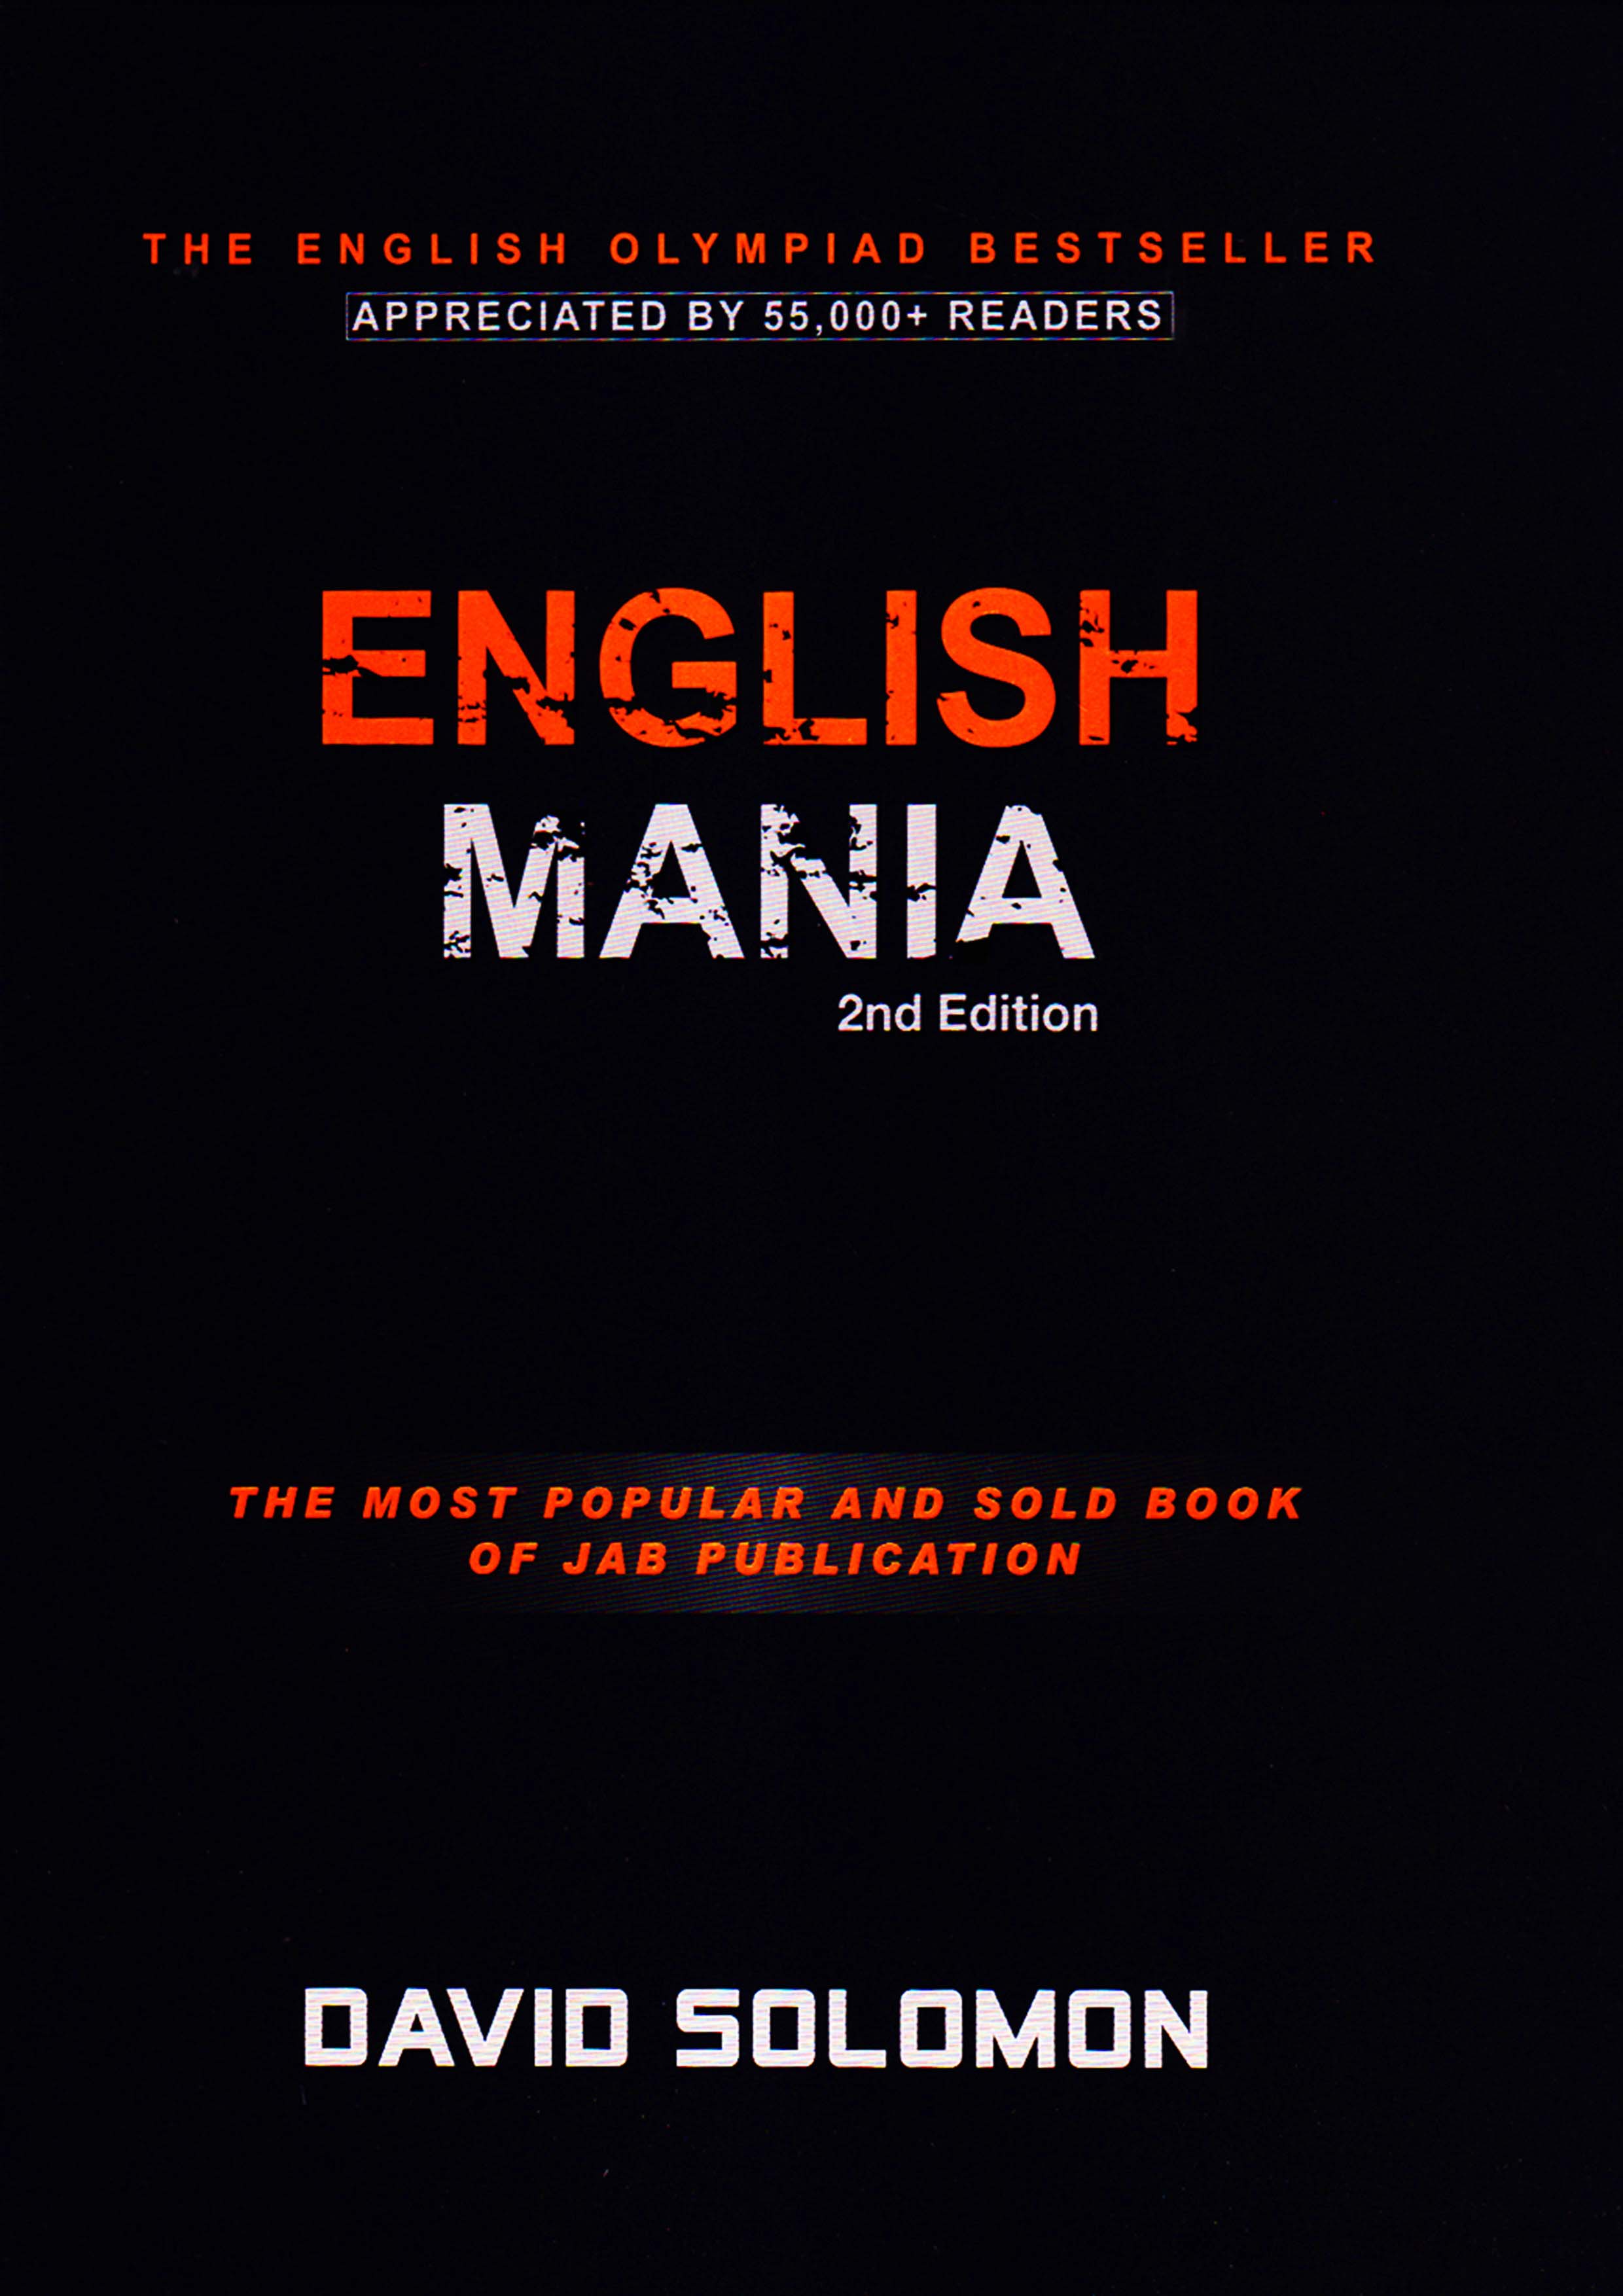 THE ENGLISH OLYMPIAD BESTSELLER
APPRECIATED BY 55,000+ READERS
ENGLISH
MANIA
2nd Edition
THE MOST POPULAR AND SOLD BOOK
OF JAB PUBLICATION
DAVID SOLOMON